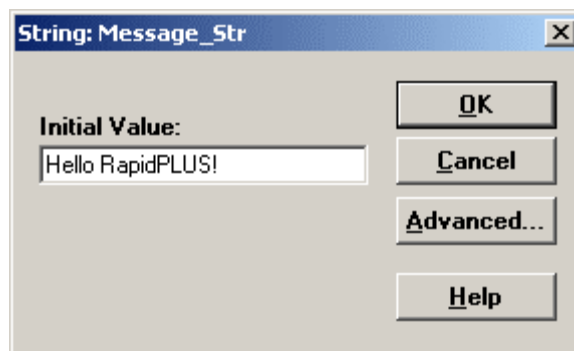 String: Message_Str
Initial Value:
Hello RapidPLUS!
OK
Cancel
Advanced...
Help